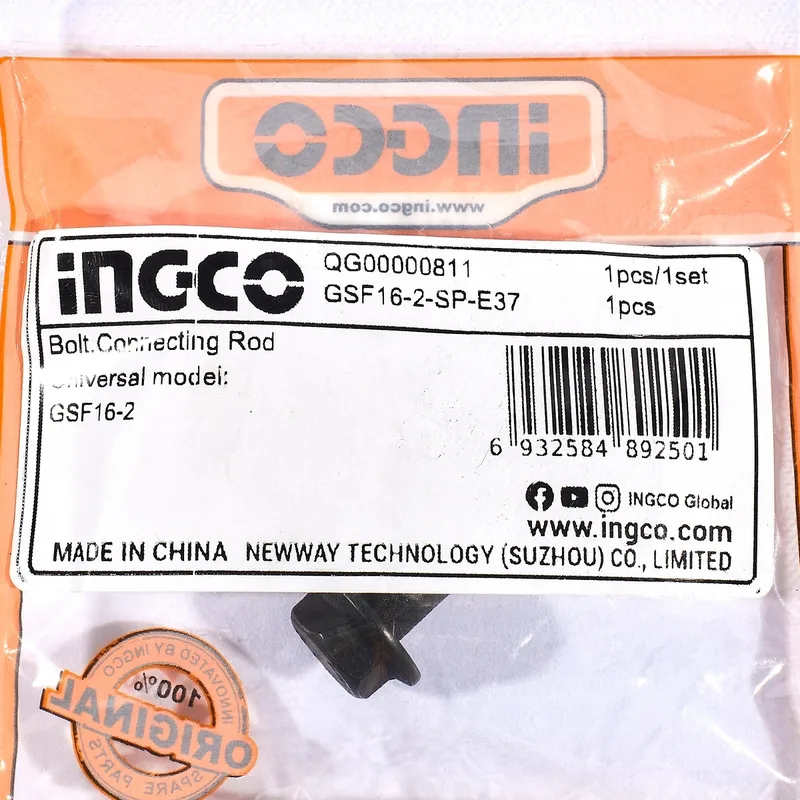 INGCO
www.ingco.com
INGCO
QG00000811
1pcs/1set
GSF16-2-SP-E37
1pcs
Bolt.Connecting Rod
Universal model:
GSF16-2
6 932584 892501
INGCO Global
www.ingco.com
MADE IN CHINA NEWWAY TECHNOLOGY (SUZHOU) CO., LIMITED
INNOVATED BY INGCO
100%
ORIGINAL
SPARE PARTS